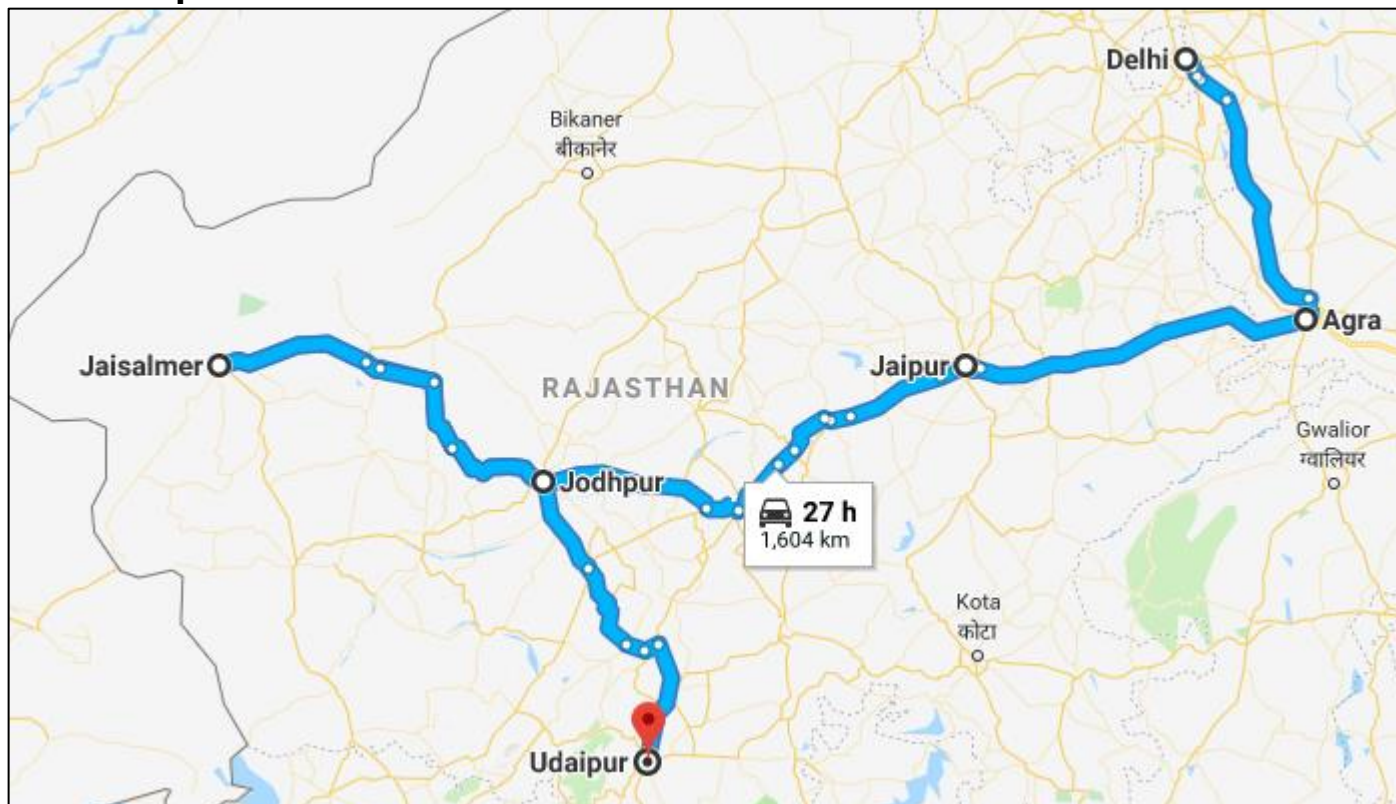 Delhi
Bikaner
बीकानेर
Agra
Jaisalmer
Jaipur
RAJASTHAN
Gwalior
ग्वालियर
Jodhpur
27 h
1,604 km
Kota
कोटा
Udaipur